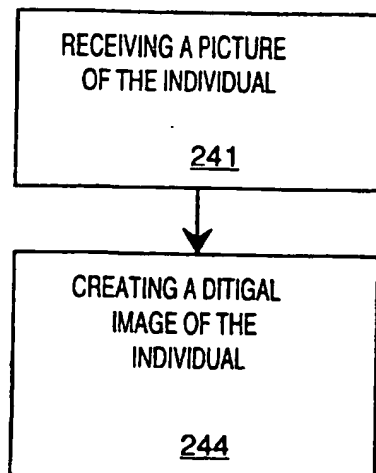 RECEIVING A PICTURE
OF THE INDIVIDUAL
241
CREATING A DITIGAL
IMAGE OF THE
INDIVIDUAL
244